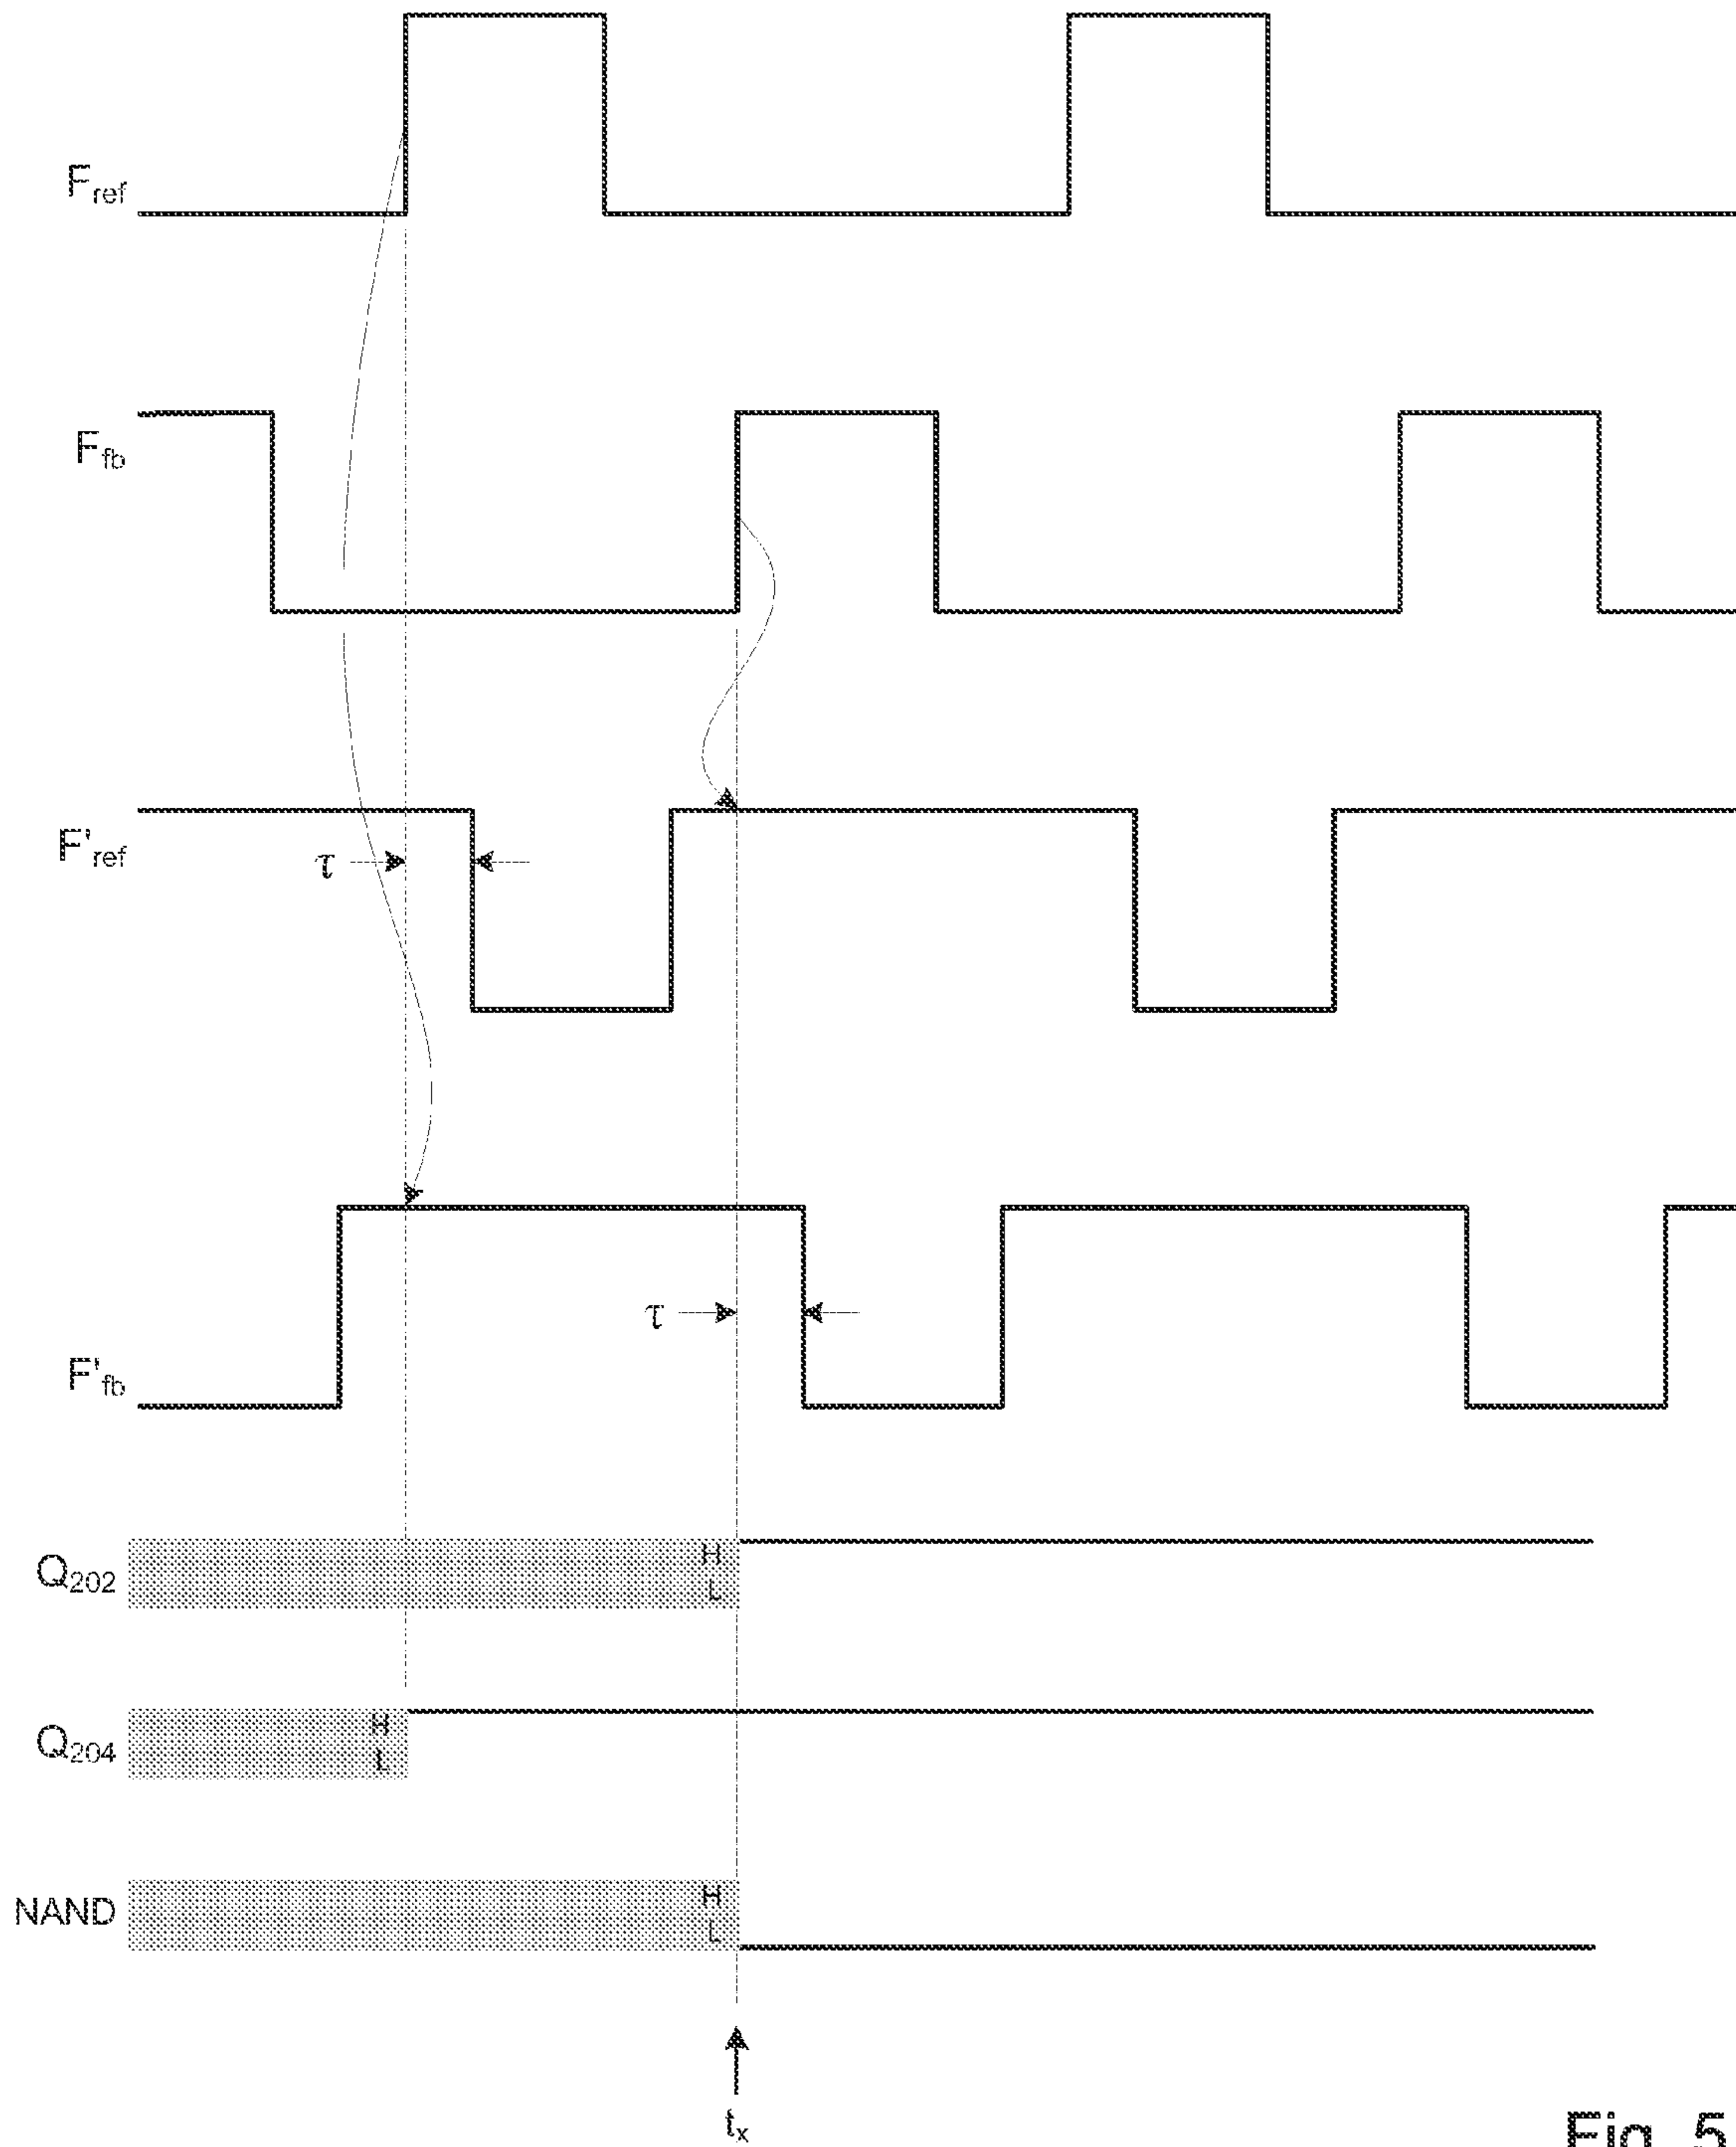 F_ref
F_fb
F'_ref
τ
τ
F'_fb
H
Q_202
L
H
Q_204
L
H
NAND
L
t_x
Fig. 5